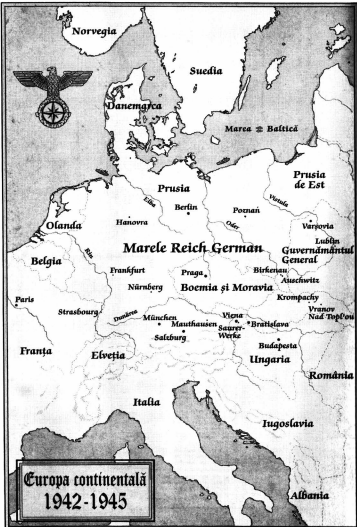 Norvegia
Suedia
Danemarca
Marea Baltică
Prusia
de Est
Prusia
Elba
Vistula
Berlin
Poznań
Hanovra
Oder
Varșovia
Olanda
Rin
Marele Reich German
Lublin
Guvernământul
General
Belgia
Frankfurt
Praga
Birkenau
Auschwitz
Nürnberg
Boemia și Moravia
Krompachy
Paris
Strasbourg
Dunărea
München
Viena
Vranov
Nad Topl'ou
Mauthausen
Saurer-
Werke
Bratislava
Salzburg
Budapesta
Franța
Elveția
Ungaria
România
Italia
Iugoslavia
Albania
Europa continentală
1942-1945